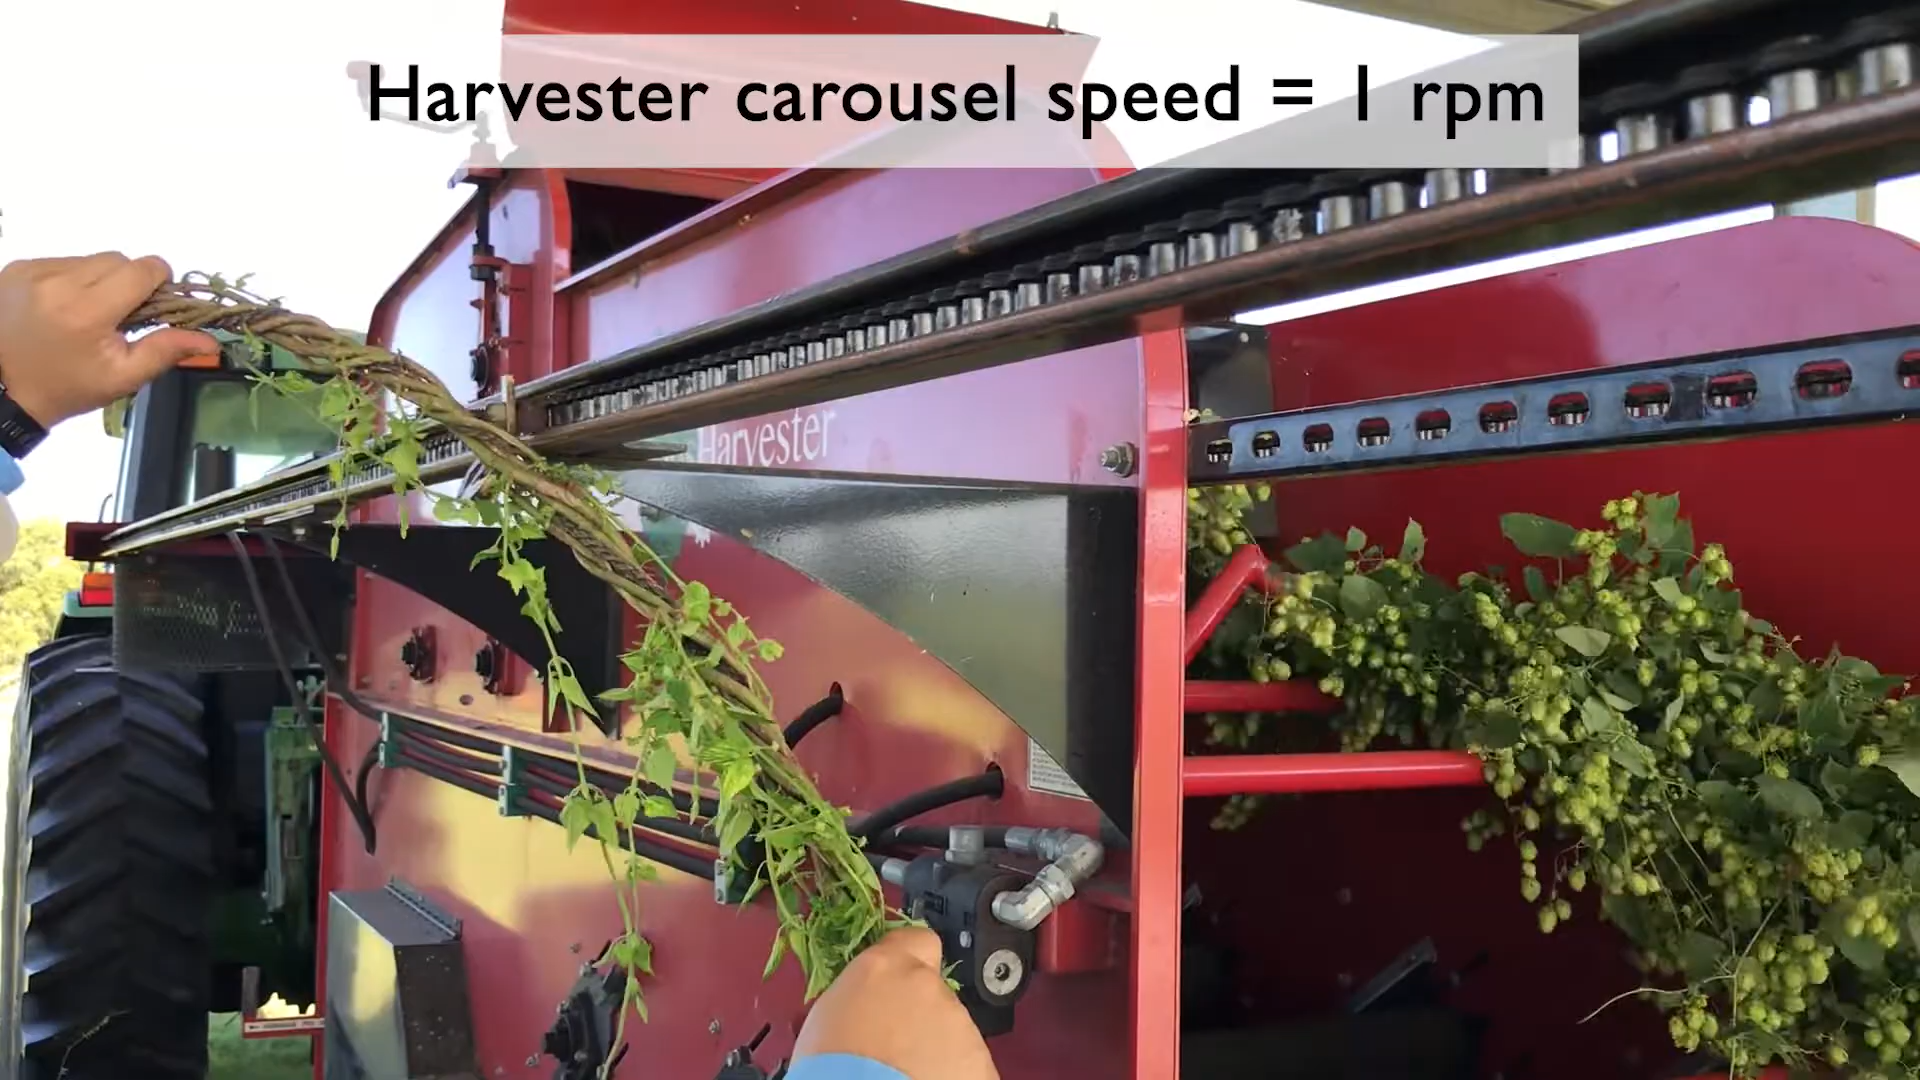 Harvester carousel speed = 1 rpm
Harvester